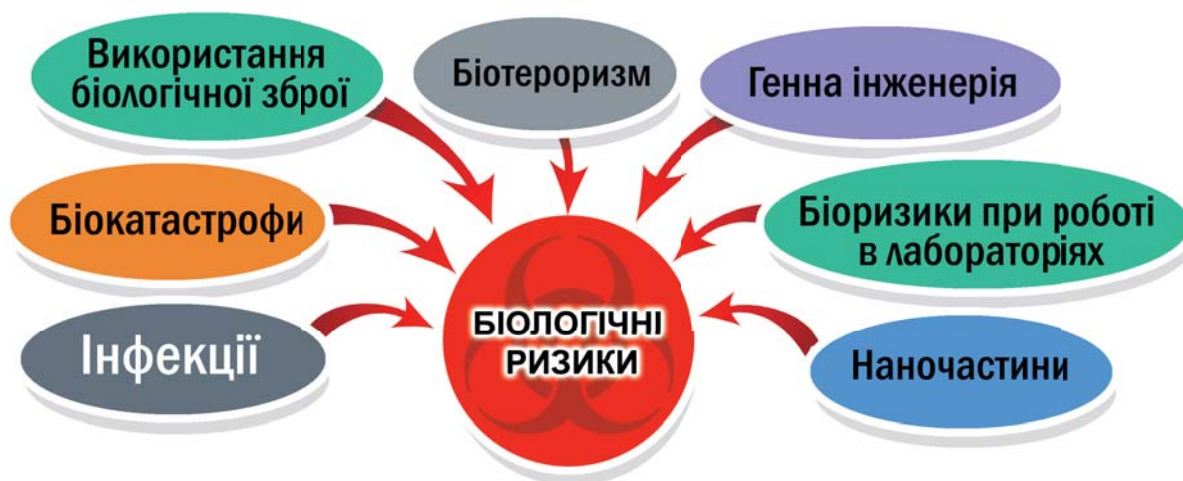 Використання
біологічної зброї
Біотероризм
Генна інженерія
Біокатастрофи
Біоризики при роботі
в лабораторіях
Інфекції
БІОЛОГІЧНІ
РИЗИКИ
Наночастини